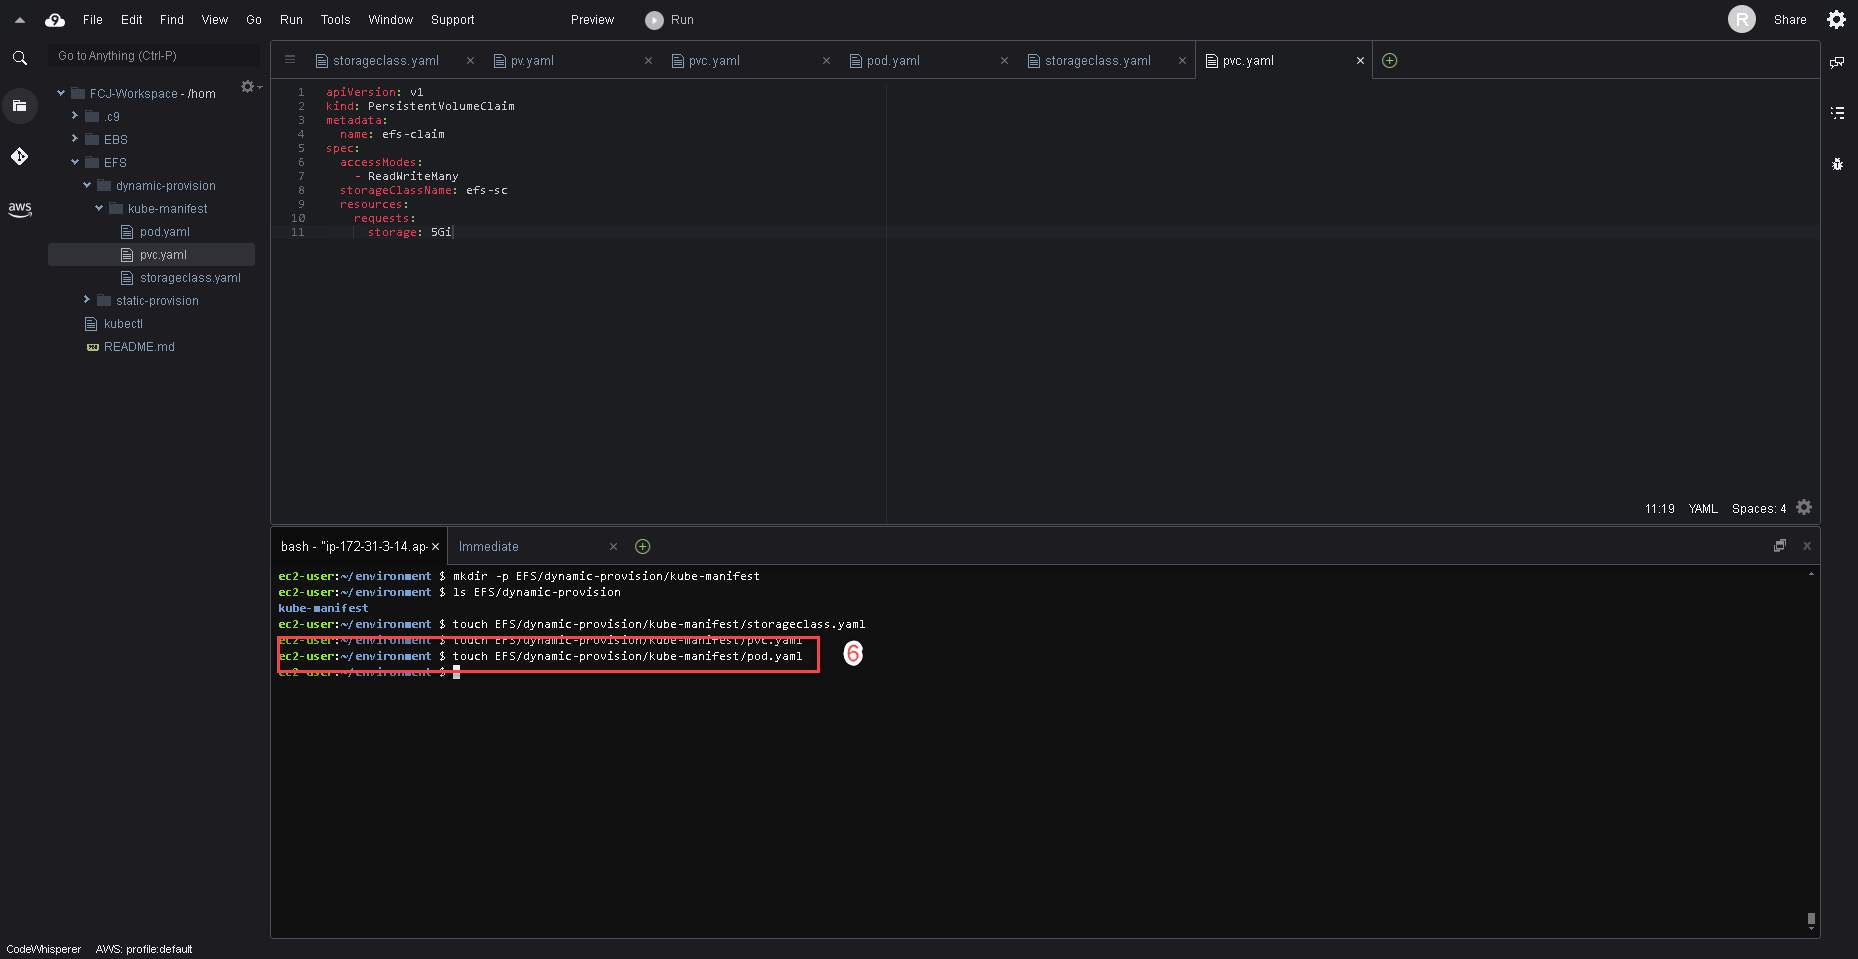 9 File Edit Find View Go Run Tools Window Support Preview Run R Share
Go to Anything (Ctrl-P)
storageclass.yaml pv.yaml pvc.yaml pod.yaml storageclass.yaml pvc.yaml
FCJ-Workspace - /hom
.c9
EBS
EFS
dynamic-provision
kube-manifest
pod.yaml
pvc.yaml
storageclass.yaml
static-provision
kubectl
README.md
aws
1 apiVersion: v1
2 kind: PersistentVolumeClaim
3 metadata:
4 name: efs-claim
5 spec:
6 accessModes:
7 - ReadWriteMany
8 storageClassName: efs-sc
9 resources:
10 requests:
11 storage: 5Gi
11:19 YAML Spaces: 4
bash - "ip-172-31-3-14.ap- Immediate
ec2-user:~/environment $ mkdir -p EFS/dynamic-provision/kube-manifest
ec2-user:~/environment $ ls EFS/dynamic-provision
kube-manifest
ec2-user:~/environment $ touch EFS/dynamic-provision/kube-manifest/storageclass.yaml
ec2-user:~/environment $ touch EFS/dynamic-provision/kube-manifest/pvc.yaml
ec2-user:~/environment $ touch EFS/dynamic-provision/kube-manifest/pod.yaml
ec2-user:~/environment $
6
CodeWhisperer AWS: profile:default